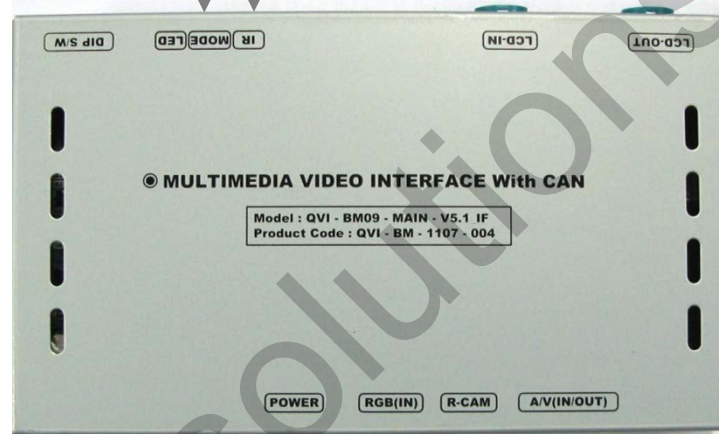 DIP S/W LED MODE IR LCD-IN LCD-OUT
MULTIMEDIA VIDEO INTERFACE With CAN
Model : QVI - BM09 - MAIN - V5.1 IF
Product Code : QVI - BM - 1107 - 004
POWER RGB(IN) R-CAM A/V(IN/OUT)
solutions